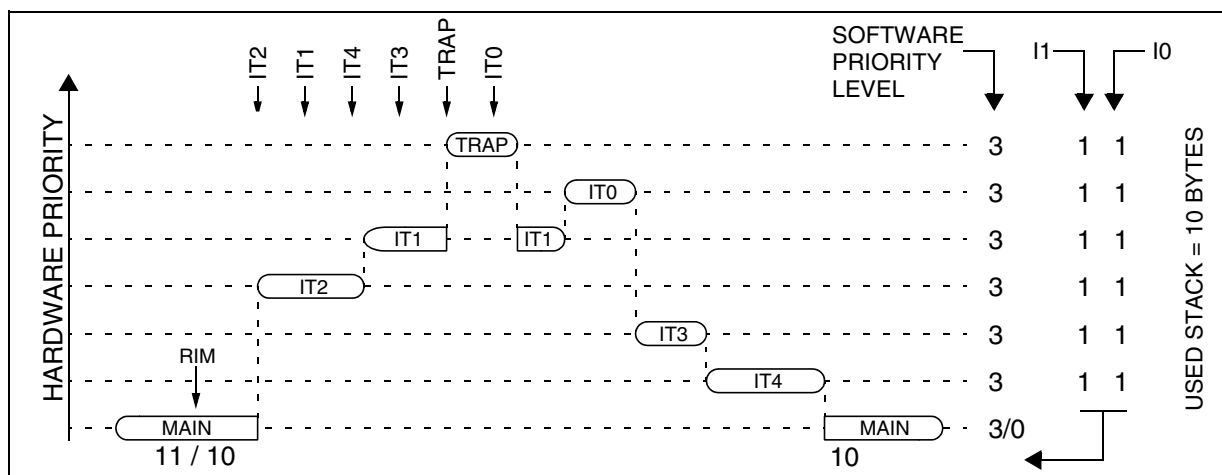 IT2
IT1
IT4
IT3
TRAP
IT0
SOFTWARE
PRIORITY
LEVEL
I1
I0
HARDWARE PRIORITY
TRAP
3
1 1
IT0
3
1 1
IT1
IT1
3
1 1
IT2
3
1 1
IT3
3
1 1
RIM
IT4
3
1 1
MAIN
MAIN
3/0
11 / 10
10
USED STACK = 10 BYTES